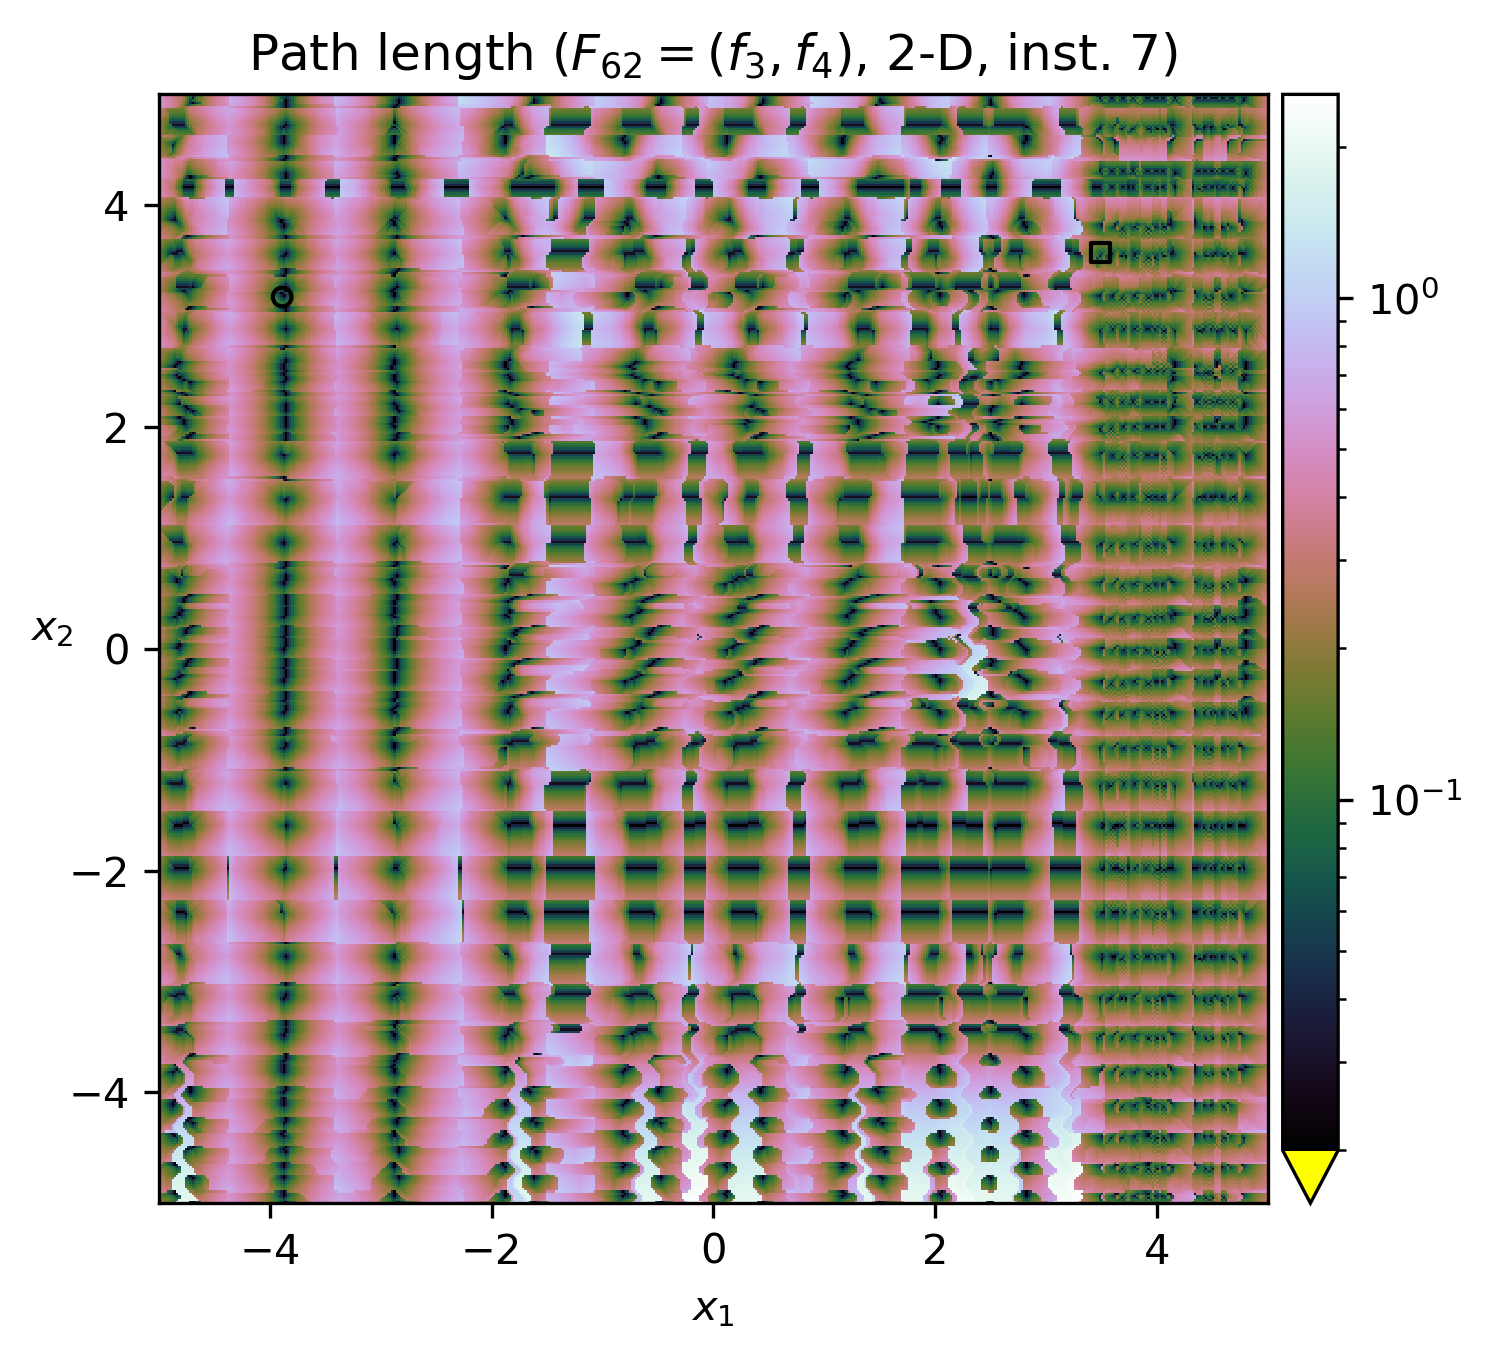 Path length (F₆₂ = (f₃, f₄), 2-D, inst. 7)
4
2
0
−2
−4
x₂
−4 −2 0 2 4
x₁
10⁰
10⁻¹